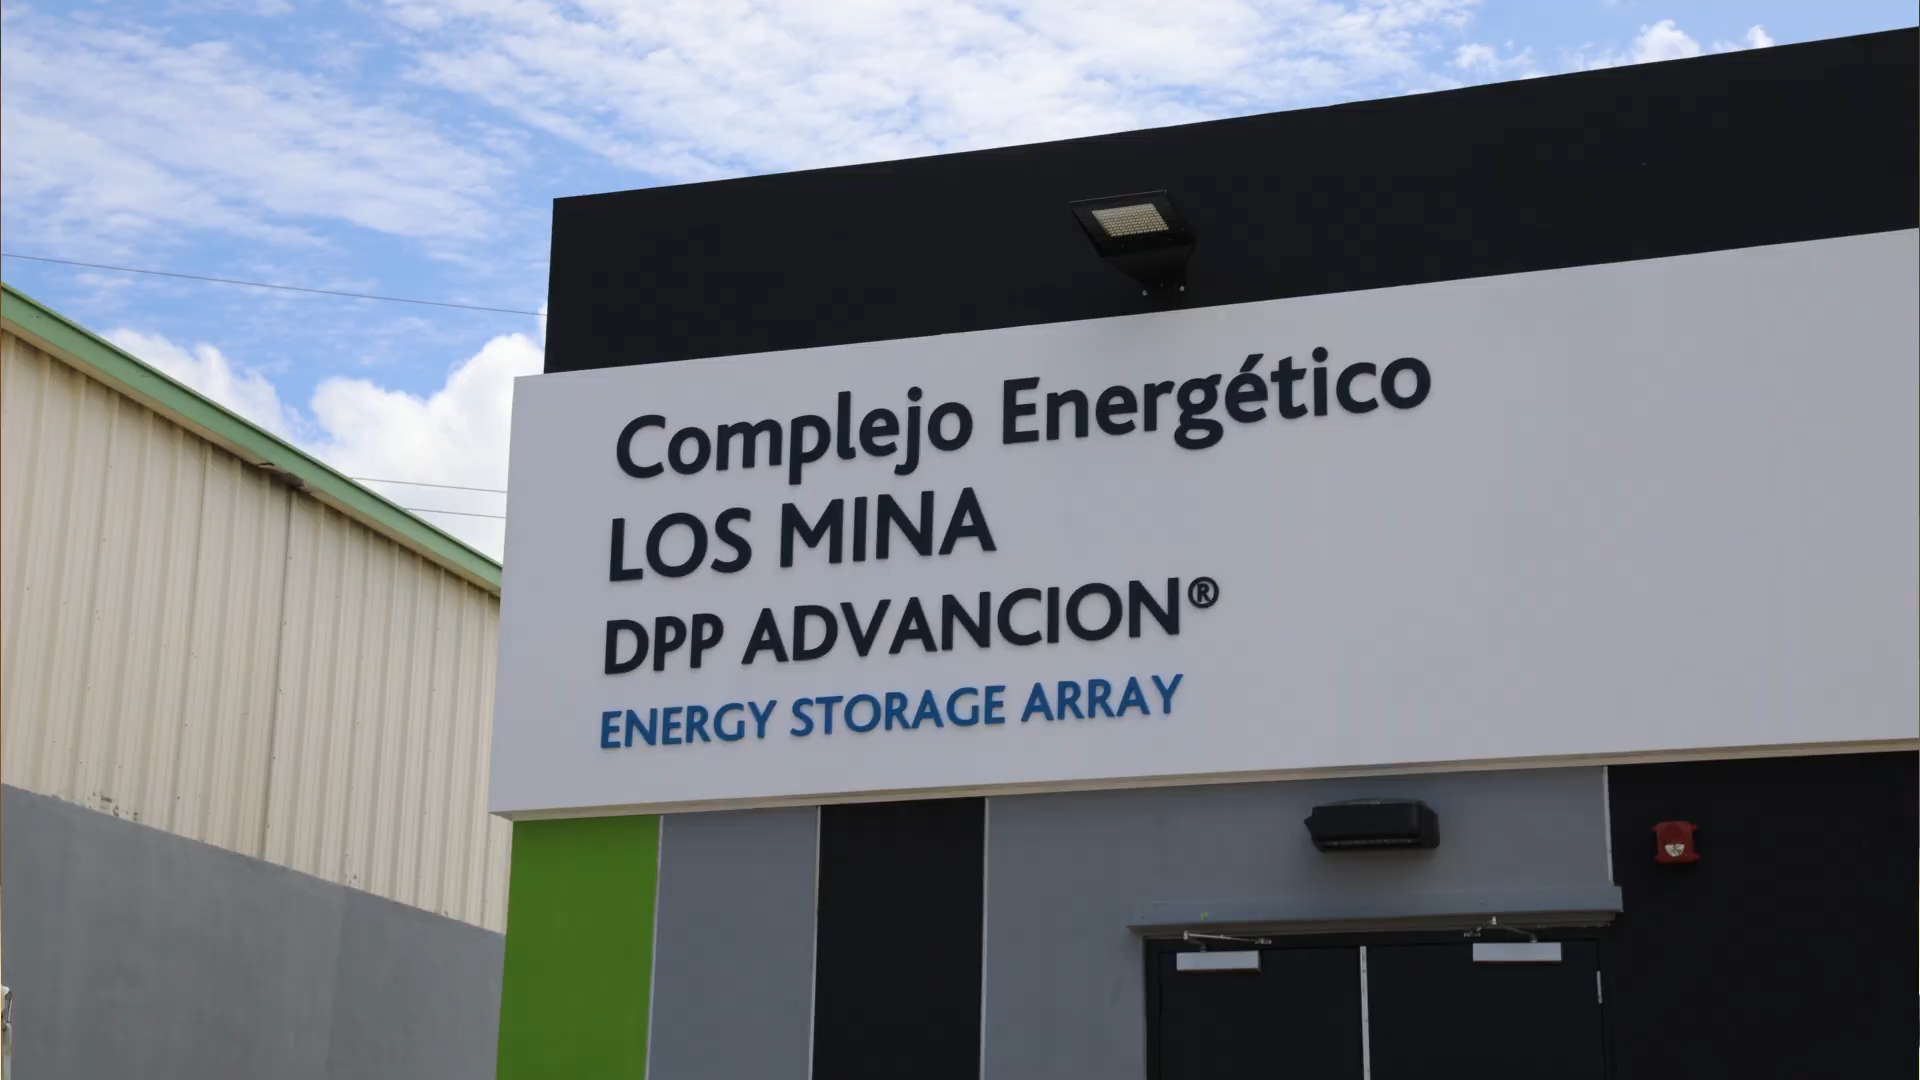 Complejo Energético
LOS MINA
DPP ADVANCION®
ENERGY STORAGE ARRAY